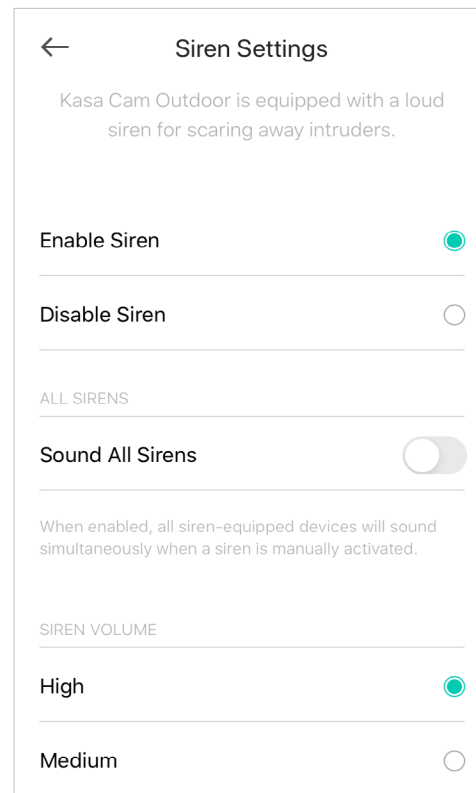 Siren Settings
Kasa Cam Outdoor is equipped with a loud
siren for scaring away intruders.
Enable Siren
Disable Siren
ALL SIRENS
Sound All Sirens
When enabled, all siren-equipped devices will sound
simultaneously when a siren is manually activated.
SIREN VOLUME
High
Medium